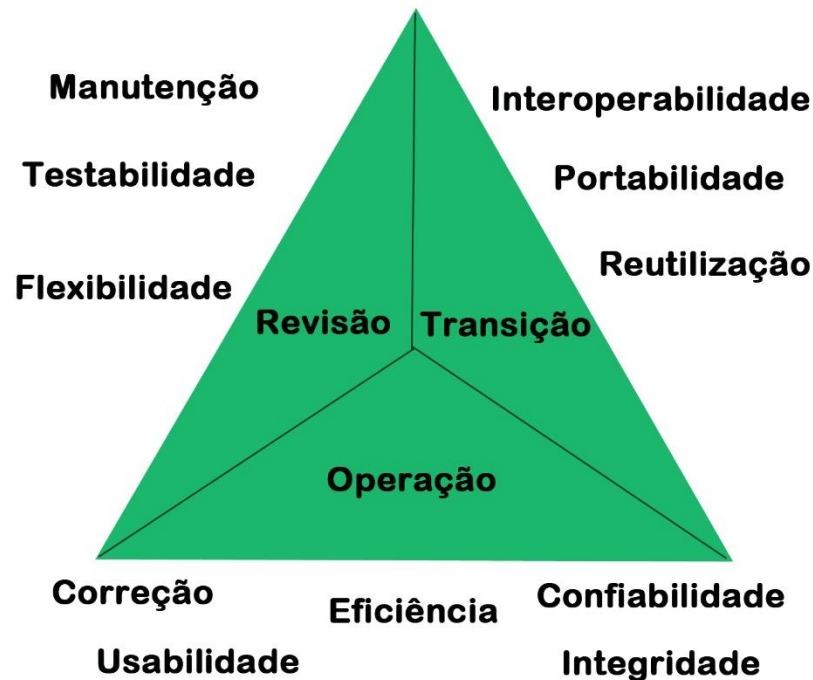 Manutenção
Interoperabilidade
Testabilidade
Portabilidade
Flexibilidade
Reutilização
Revisão
Transição
Operação
Correção
Eficiência
Confiabilidade
Usabilidade
Integridade